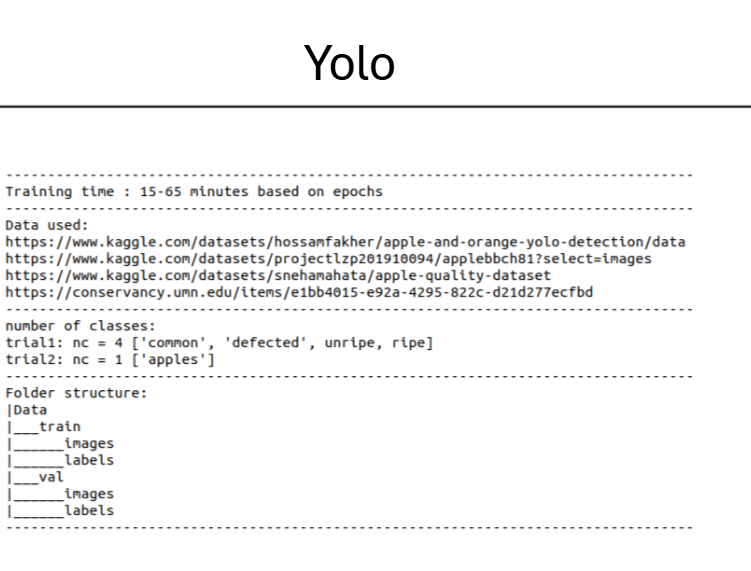 Yolo
--------------------------------------------------------------------------------
Training time : 15-65 minutes based on epochs
--------------------------------------------------------------------------------
Data used:
https://www.kaggle.com/datasets/hossamfakher/apple-and-orange-yolo-detection/data
https://www.kaggle.com/datasets/projectlzp201910094/applebbch81?select=images
https://www.kaggle.com/datasets/snehamahata/apple-quality-dataset
https://conservancy.umn.edu/items/e1bb4015-e92a-4295-822c-d21d277ecfbd
--------------------------------------------------------------------------------
number of classes:
trial1: nc = 4 ['common', 'defected', unripe, ripe]
trial2: nc = 1 ['apples']
--------------------------------------------------------------------------------
Folder structure:
|Data
|___train
|______images
|______labels
|___val
|______images
|______labels
--------------------------------------------------------------------------------